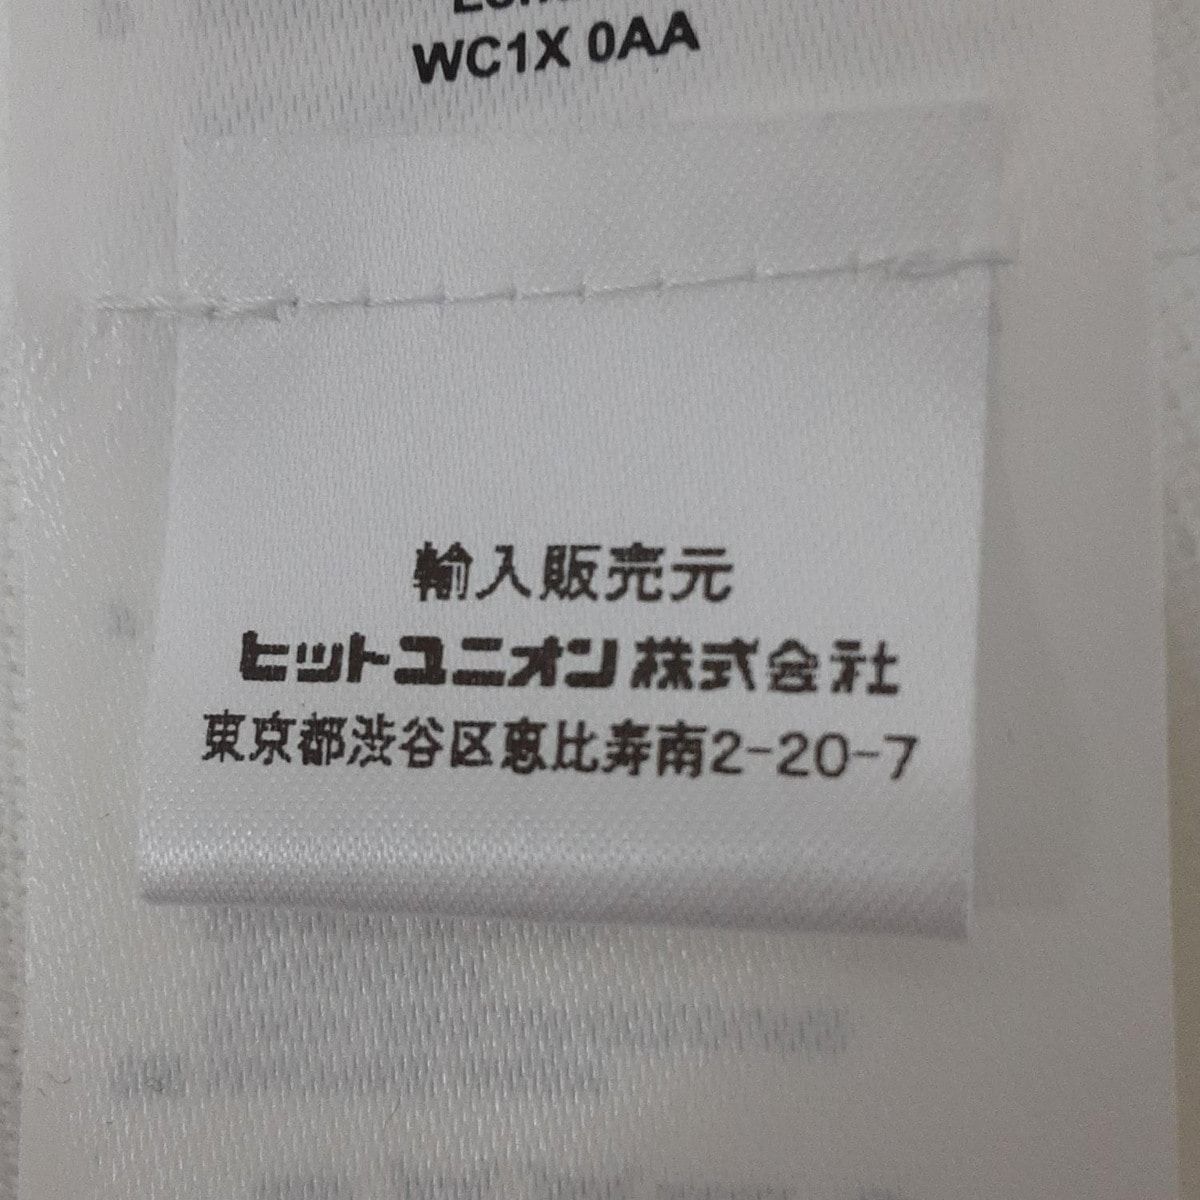 WC1X 0AA
輸入販売元
ヒットユニオン株式会社
東京都渋谷区恵比寿南2-20-7